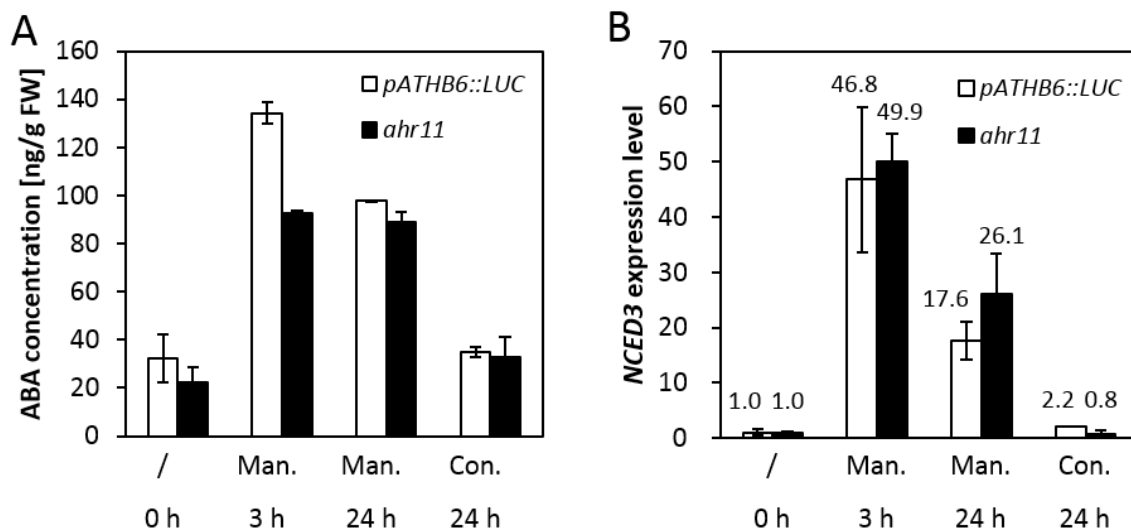 A
ABA concentration [ng/g FW]
160
140
120
100
80
60
40
20
0
pATHB6::LUC
ahr11
/ Man. Man. Con.
0 h 3 h 24 h 24 h
B
NCED3 expression level
70
60
50
40
30
20
10
0
pATHB6::LUC
ahr11
46.8
49.9
26.1
17.6
1.0 1.0
2.2 0.8
/ Man. Man. Con.
0 h 3 h 24 h 24 h